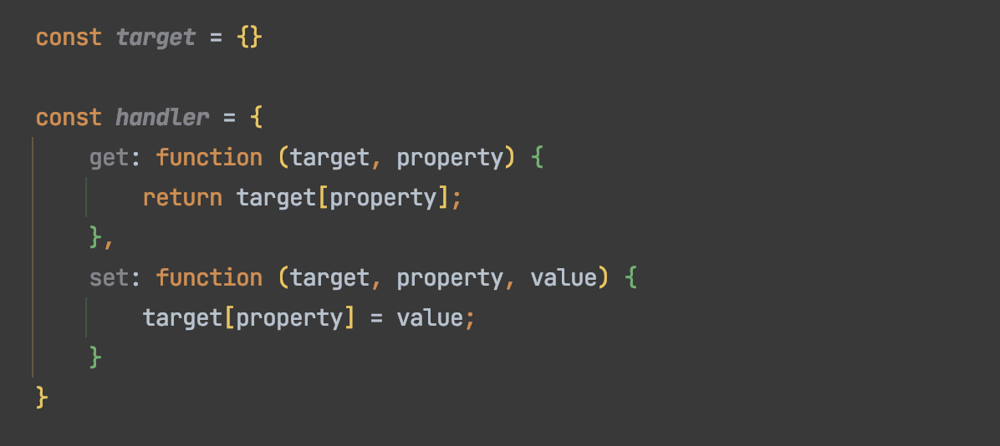 const target = {}
const handler = {
    get: function (target, property) {
        return target[property];
    },
    set: function (target, property, value) {
        target[property] = value;
    }
}